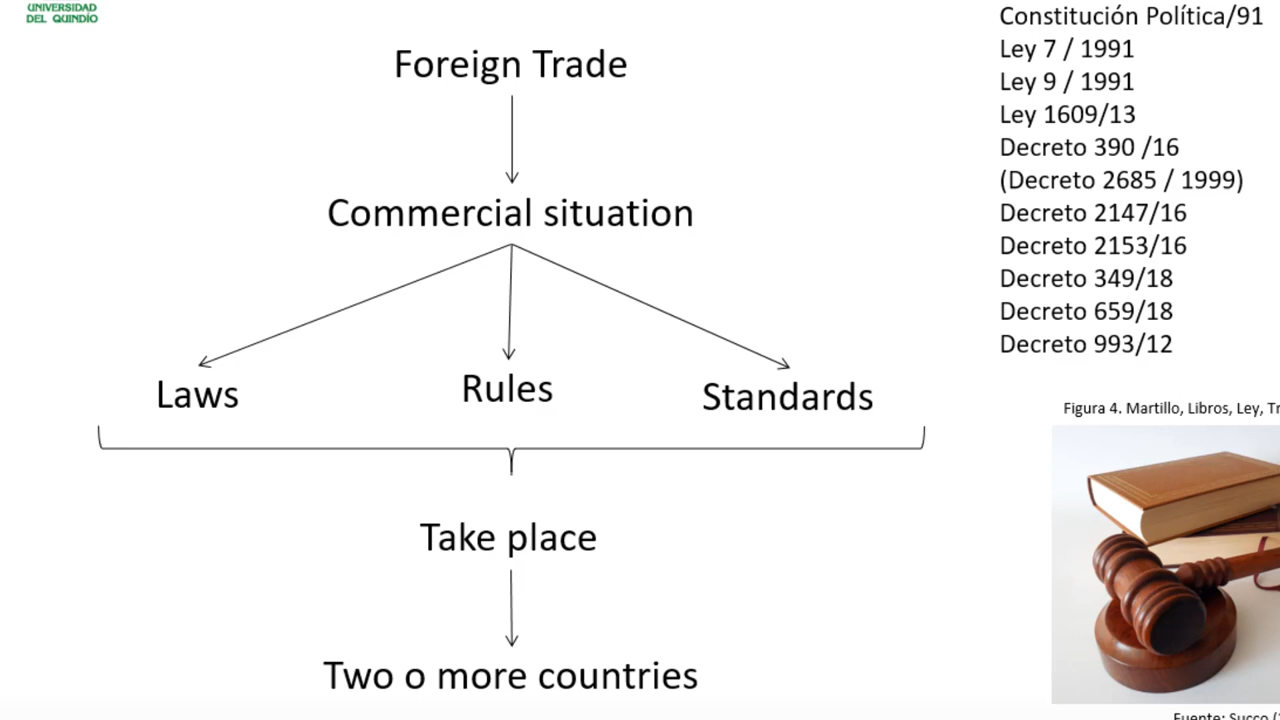 UNIVERSIDAD
DEL QUINDÍO
Foreign Trade
Commercial situation
Laws
Rules
Standards
Take place
Two o more countries
Constitución Política/91
Ley 7 / 1991
Ley 9 / 1991
Ley 1609/13
Decreto 390 /16
(Decreto 2685 / 1999)
Decreto 2147/16
Decreto 2153/16
Decreto 349/18
Decreto 659/18
Decreto 993/12
Figura 4. Martillo, Libros, Ley,
Fuente: Succo